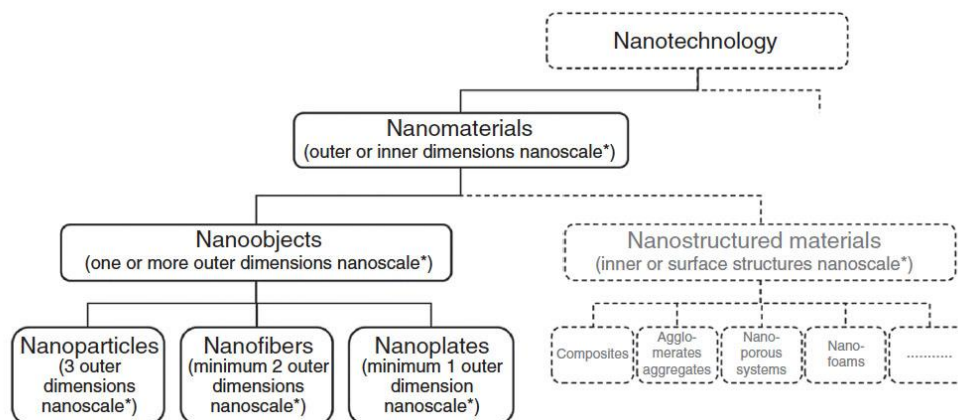 Nanotechnology
Nanomaterials
(outer or inner dimensions nanoscale*)
Nanoobjects
(one or more outer dimensions nanoscale*)
Nanostructured materials
(inner or surface structures nanoscale*)
Nanoparticles
(3 outer
dimensions
nanoscale*)
Nanofibers
(minimum 2 outer
dimensions
nanoscale*)
Nanoplates
(minimum 1 outer
dimension
nanoscale*)
Composites
Agglo-
merates
aggregates
Nano-
porous
systems
Nano-
foams
............